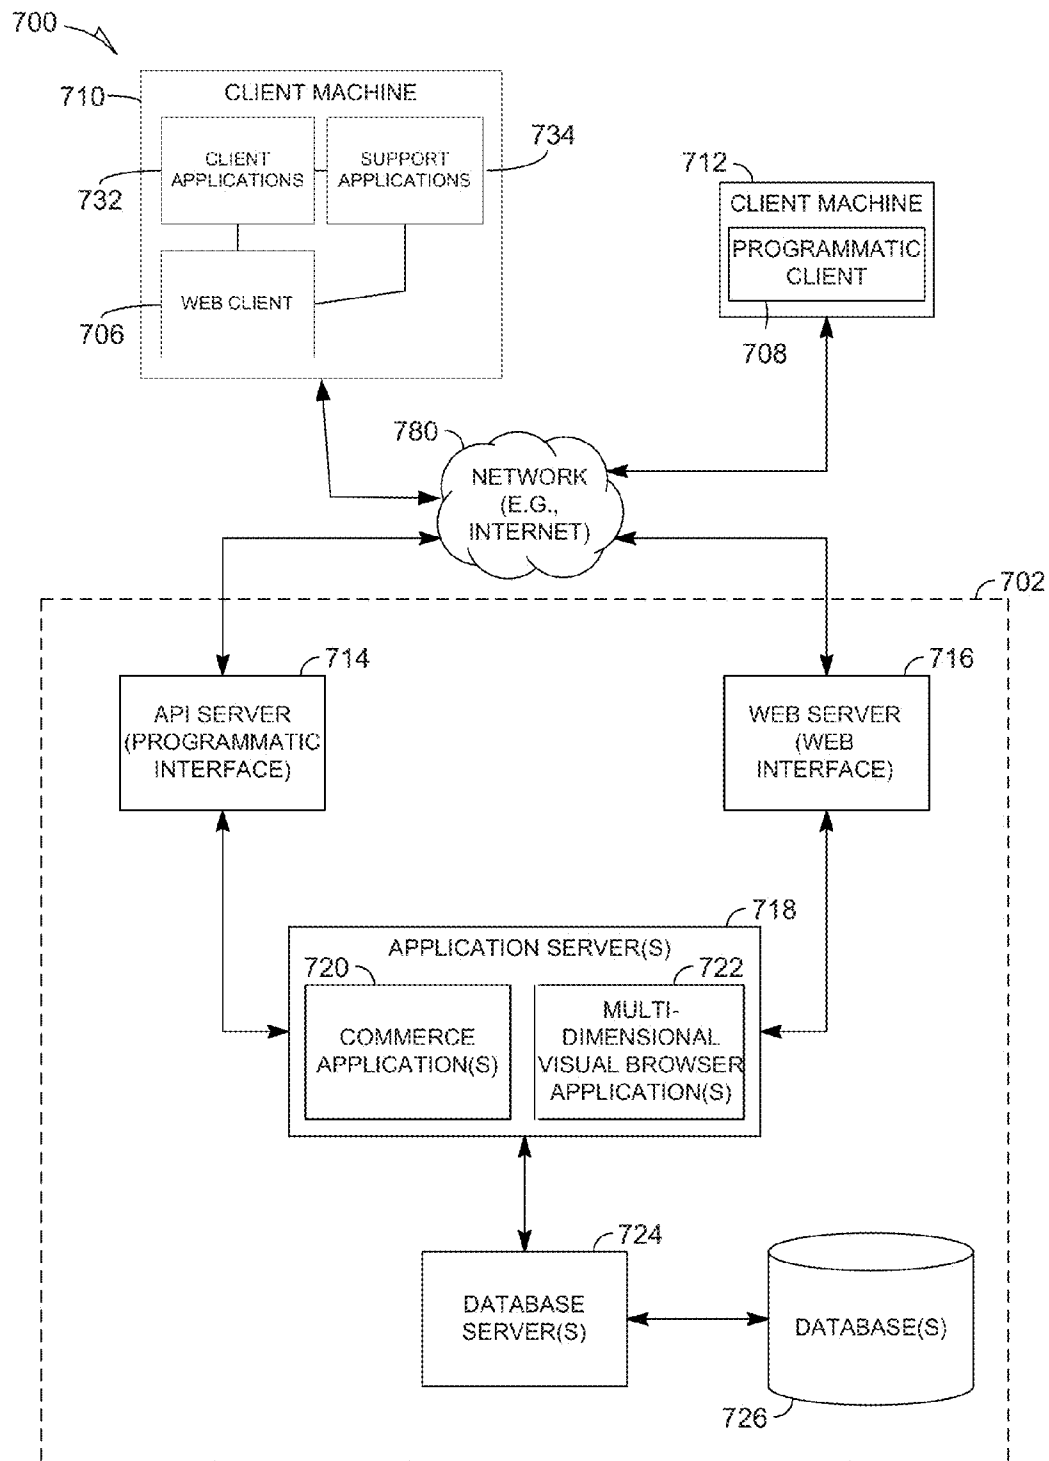 700
710
CLIENT MACHINE
CLIENT
APPLICATIONS
SUPPORT
APPLICATIONS
734
732
WEB CLIENT
706
712
CLIENT MACHINE
PROGRAMMATIC
CLIENT
708
780
NETWORK
(E.G.,
INTERNET)
702
714
API SERVER
(PROGRAMMATIC
INTERFACE)
716
WEB SERVER
(WEB
INTERFACE)
718
APPLICATION SERVER(S)
720
COMMERCE
APPLICATION(S)
722
MULTI-
DIMENSIONAL
VISUAL BROWSER
APPLICATION(S)
724
DATABASE
SERVER(S)
DATABASE(S)
726